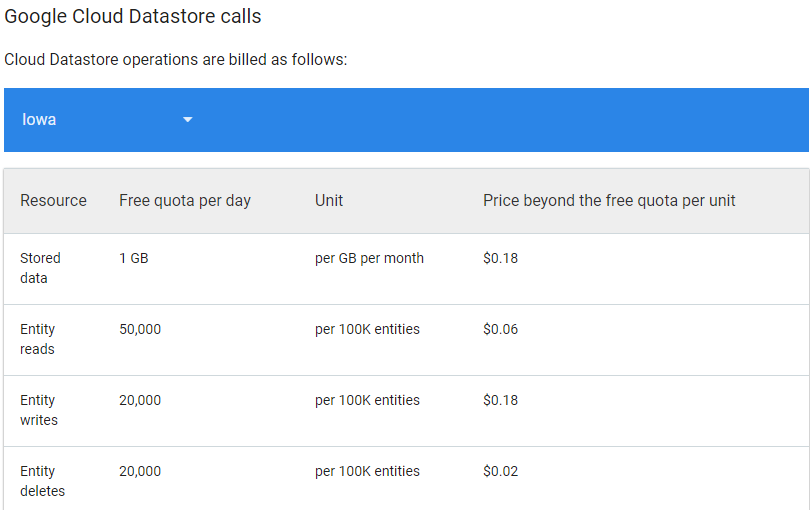 Google Cloud Datastore calls
Cloud Datastore operations are billed as follows:
Iowa
Resource Free quota per day Unit Price beyond the free quota per unit
Stored data 1 GB per GB per month $0.18
Entity reads 50,000 per 100K entities $0.06
Entity writes 20,000 per 100K entities $0.18
Entity deletes 20,000 per 100K entities $0.02